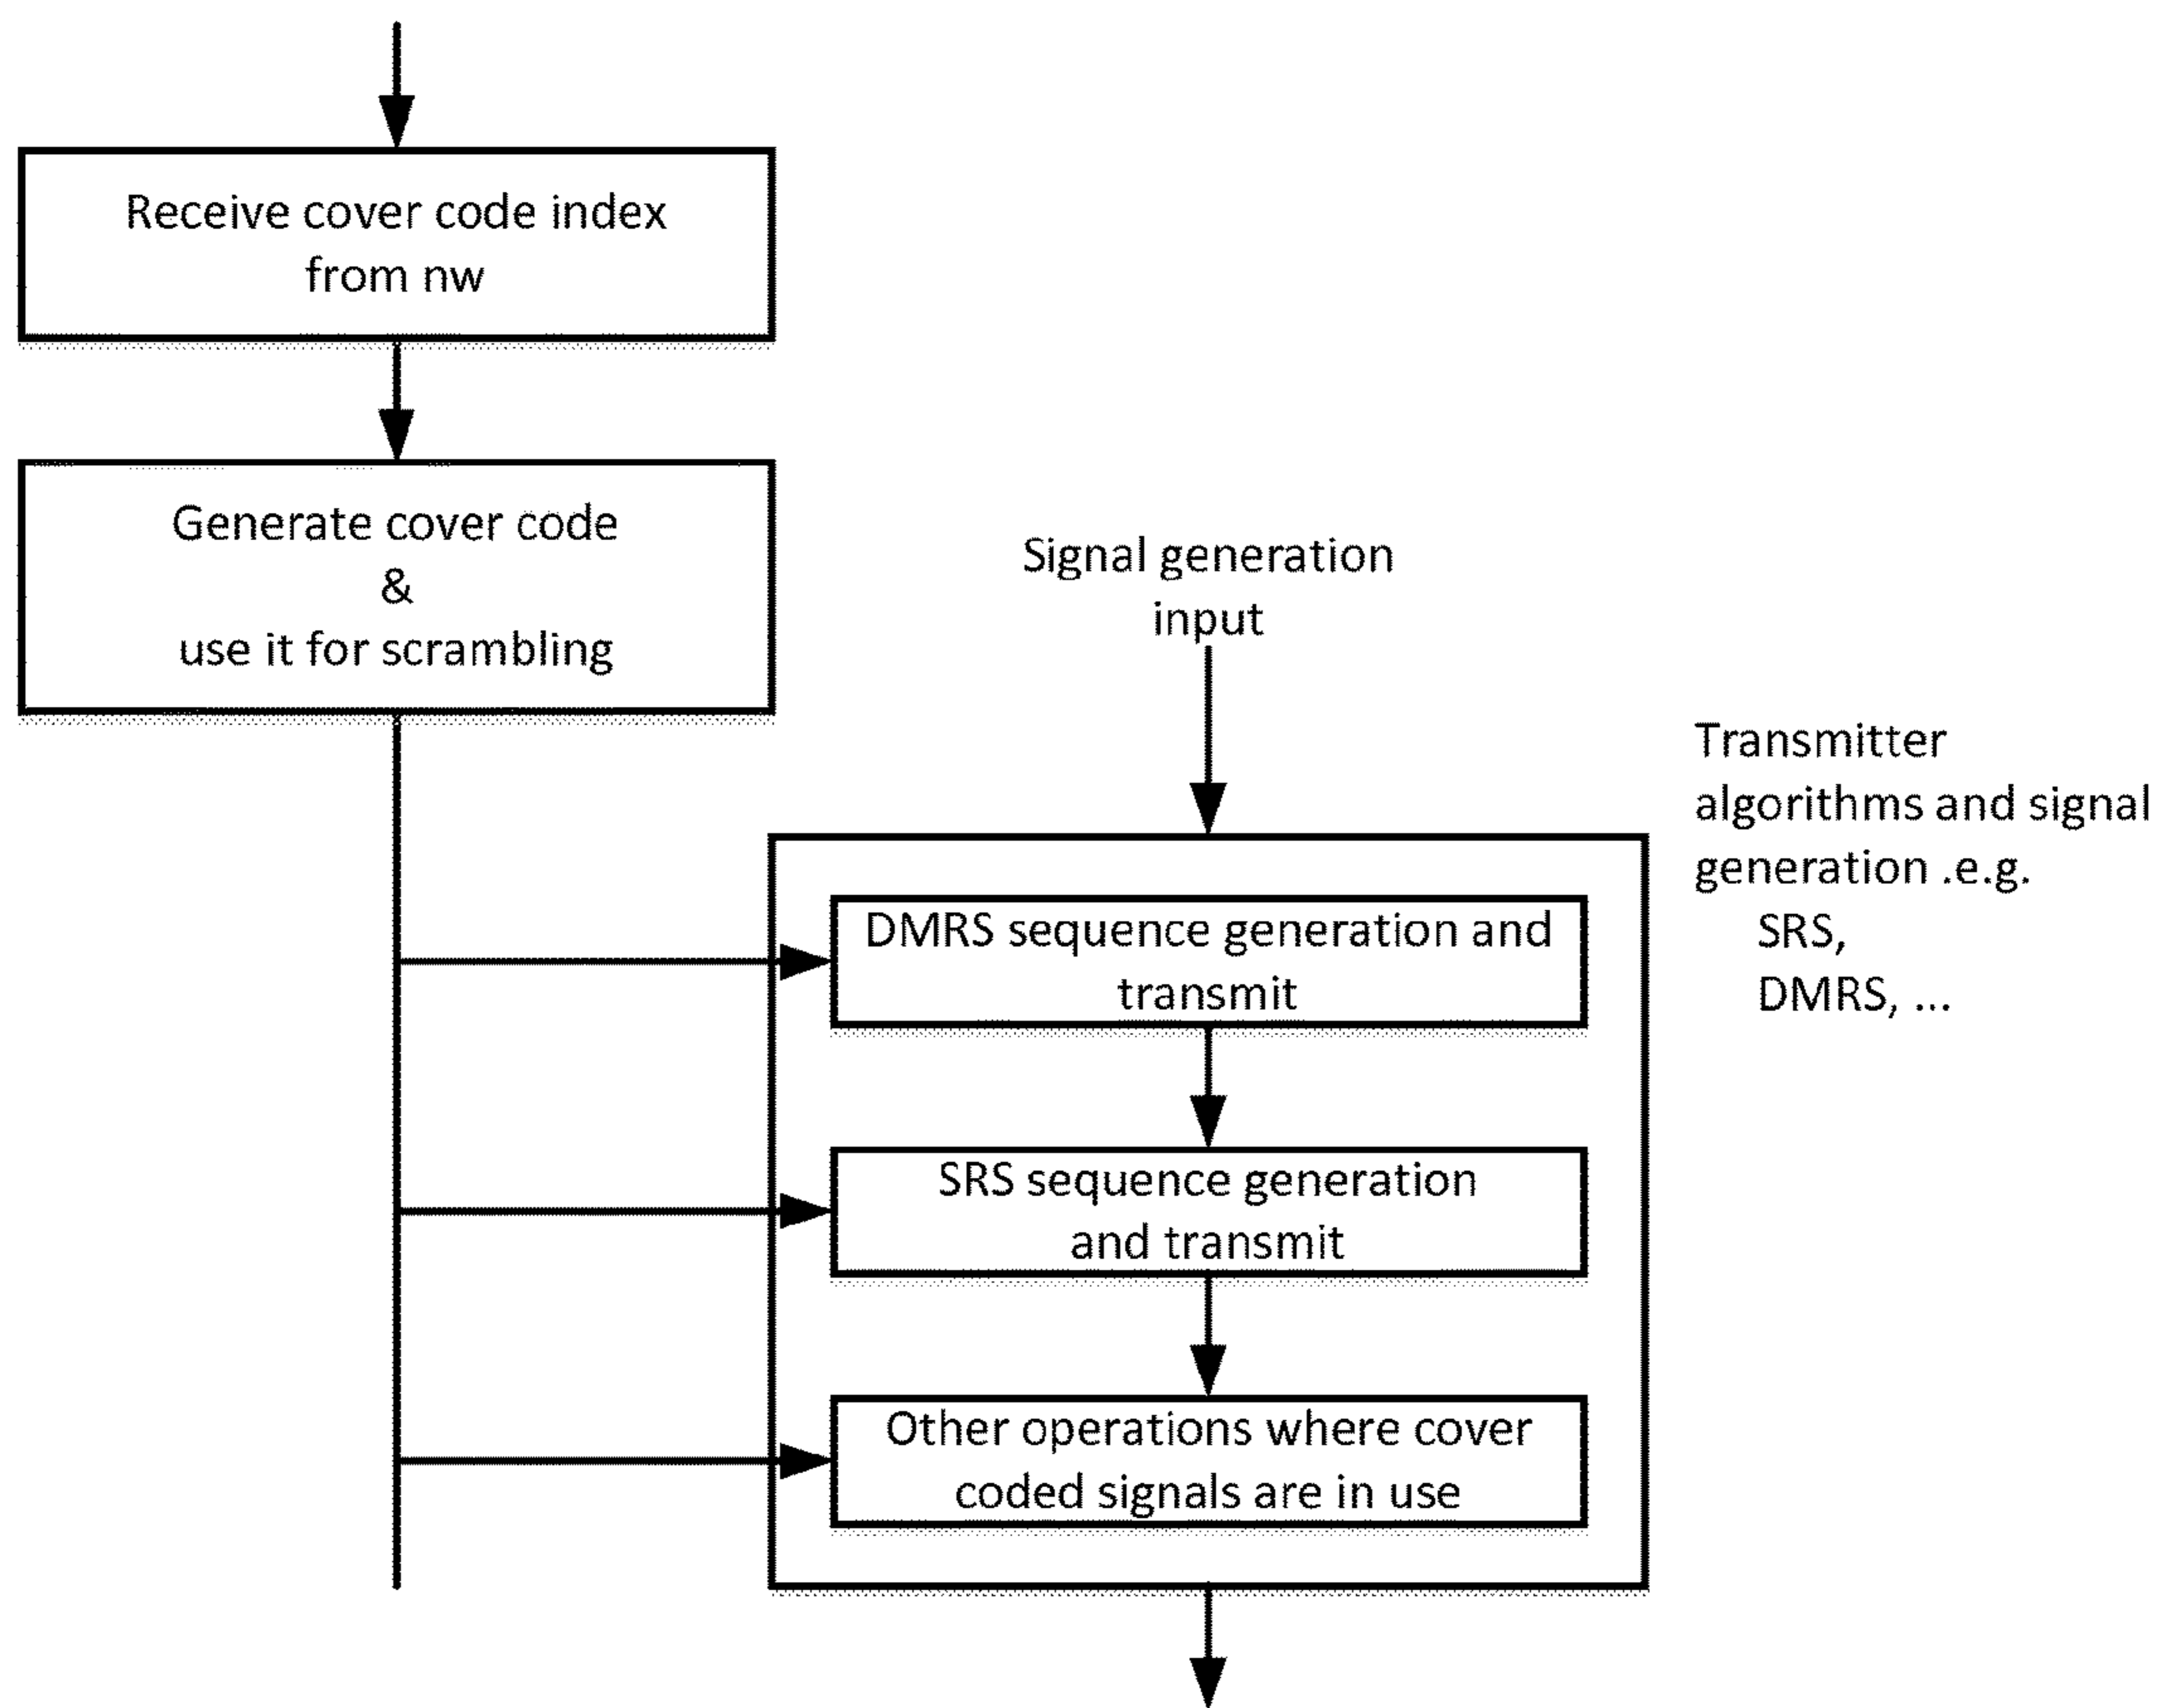 Receive cover code index
from nw
Generate cover code
&
use it for scrambling
Signal generation
input
Transmitter
algorithms and signal
generation .e.g.
SRS,
DMRS, ...
DMRS sequence generation and
transmit
SRS sequence generation
and transmit
Other operations where cover
coded signals are in use